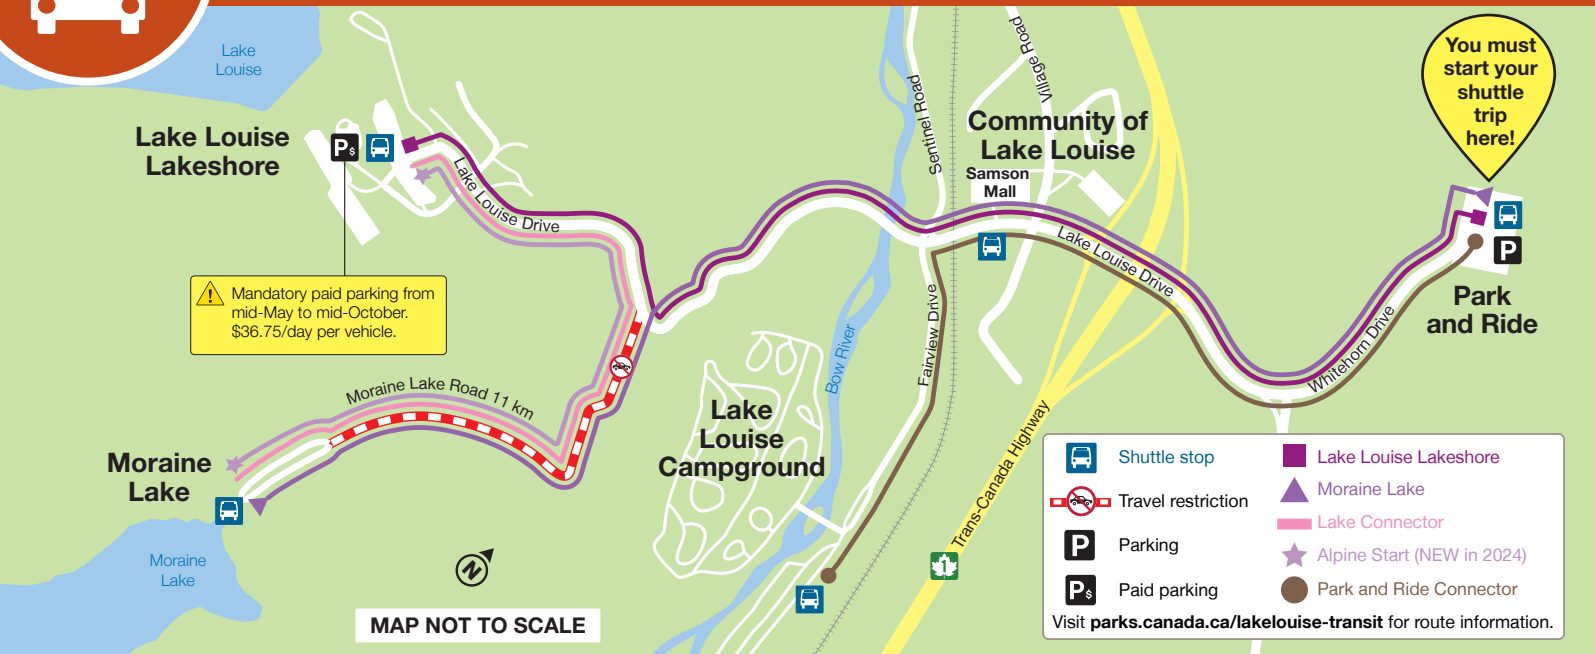 Lake
Louise
Lake Louise
Lakeshore
P$
Lake Louise Drive
Mandatory paid parking from
mid-May to mid-October.
$36.75/day per vehicle.
Moraine Lake Road 11 km
Moraine
Lake
Moraine
Lake
N
MAP NOT TO SCALE
Lake
Louise
Campground
Bow River
Fairview Drive
Sentinel Road
Village Road
Community of
Lake Louise
Samson
Mall
Lake Louise Drive
Trans-Canada Highway
1
Whitehorn Drive
You must
start your
shuttle
trip
here!
P
Park
and Ride
Shuttle stop
Travel restriction
P Parking
P$ Paid parking
Lake Louise Lakeshore
Moraine Lake
Lake Connector
Alpine Start (NEW in 2024)
Park and Ride Connector
Visit parks.canada.ca/lakelouise-transit for route information.